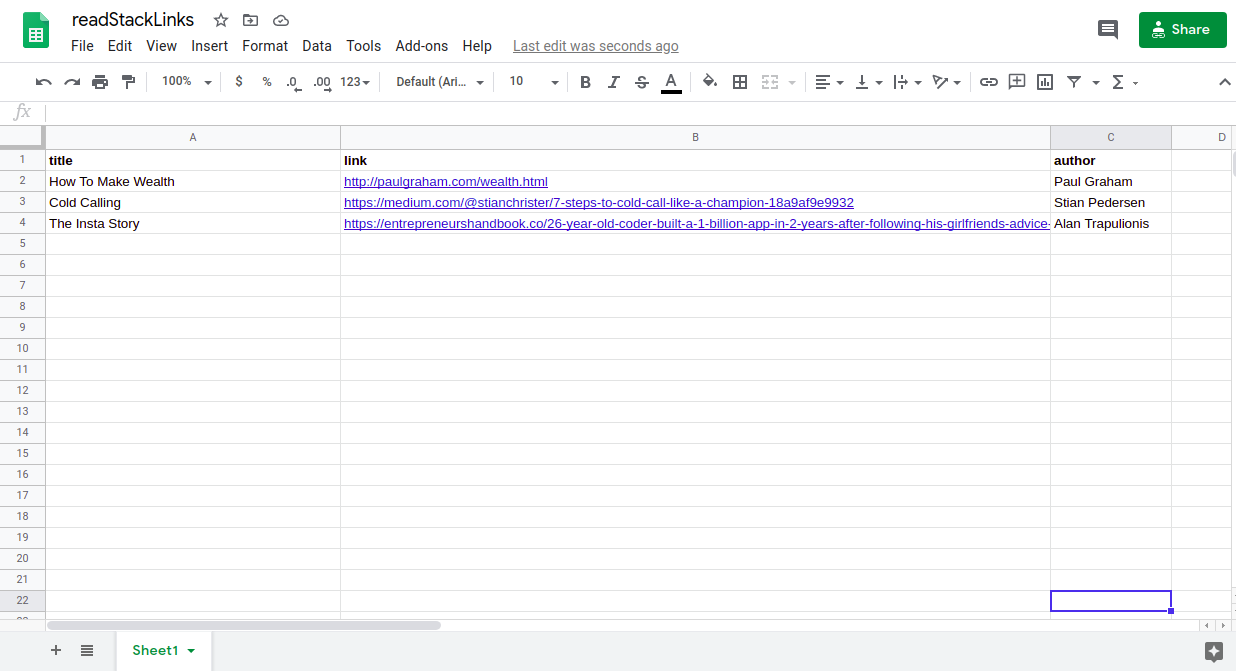 readStackLinks
File Edit View Insert Format Data Tools Add-ons Help Last edit was seconds ago
Share
100% $ % .0 .00 123 Default (Ari... 10 B I S A Σ
fx
A B C D
1 title link author
2 How To Make Wealth http://paulgraham.com/wealth.html Paul Graham
3 Cold Calling https://medium.com/@stianchrister/7-steps-to-cold-call-like-a-champion-18a9af9e9932 Stian Pedersen
4 The Insta Story https://entrepreneurshandbook.co/26-year-old-coder-built-a-1-billion-app-in-2-years-after-following-his-girlfriends-advice- Alan Trapulionis
5
6
7
8
9
10
11
12
13
14
15
16
17
18
19
20
21
22
Sheet1